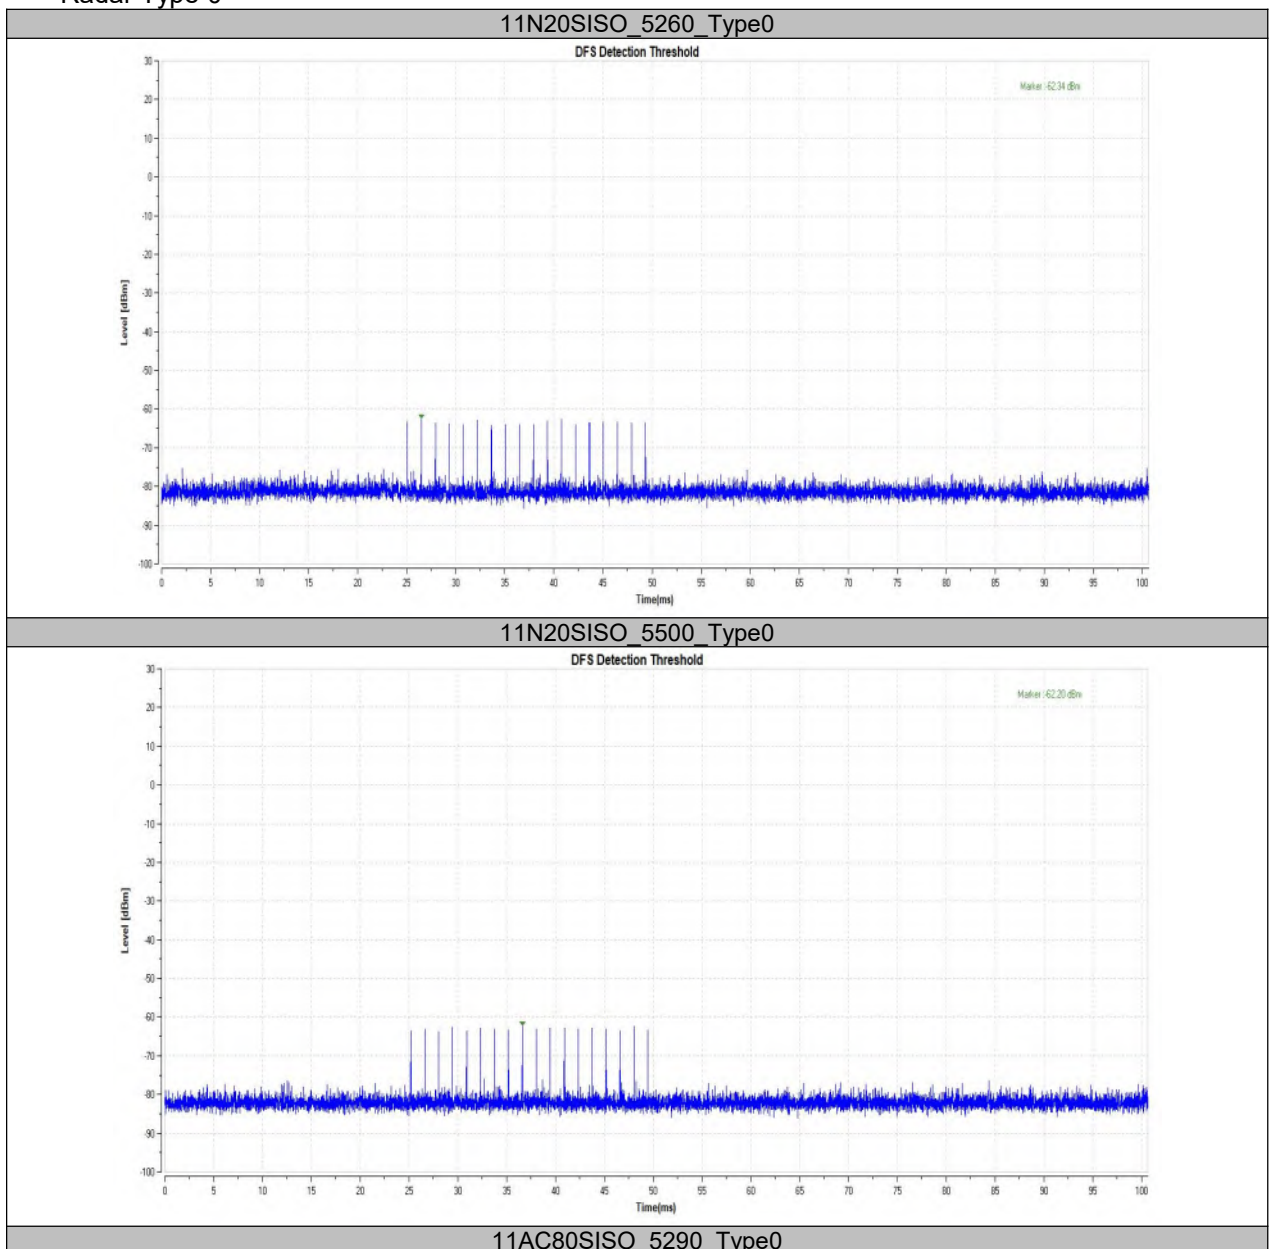 Radar Type 0
11N20SISO_5260_Type0
DFS Detection Threshold
Marker :-62.34 dBm
30
20
10
0
-10
-20
-30
-40
-50
-60
-70
-80
-90
-100
Level [dBm]
0 5 10 15 20 25 30 35 40 45 50 55 60 65 70 75 80 85 90 95 100
Time(ms)
11N20SISO_5500_Type0
DFS Detection Threshold
Marker :-62.20 dBm
30
20
10
0
-10
-20
-30
-40
-50
-60
-70
-80
-90
-100
Level [dBm]
0 5 10 15 20 25 30 35 40 45 50 55 60 65 70 75 80 85 90 95 100
Time(ms)
11AC80SISO_5290_Type0